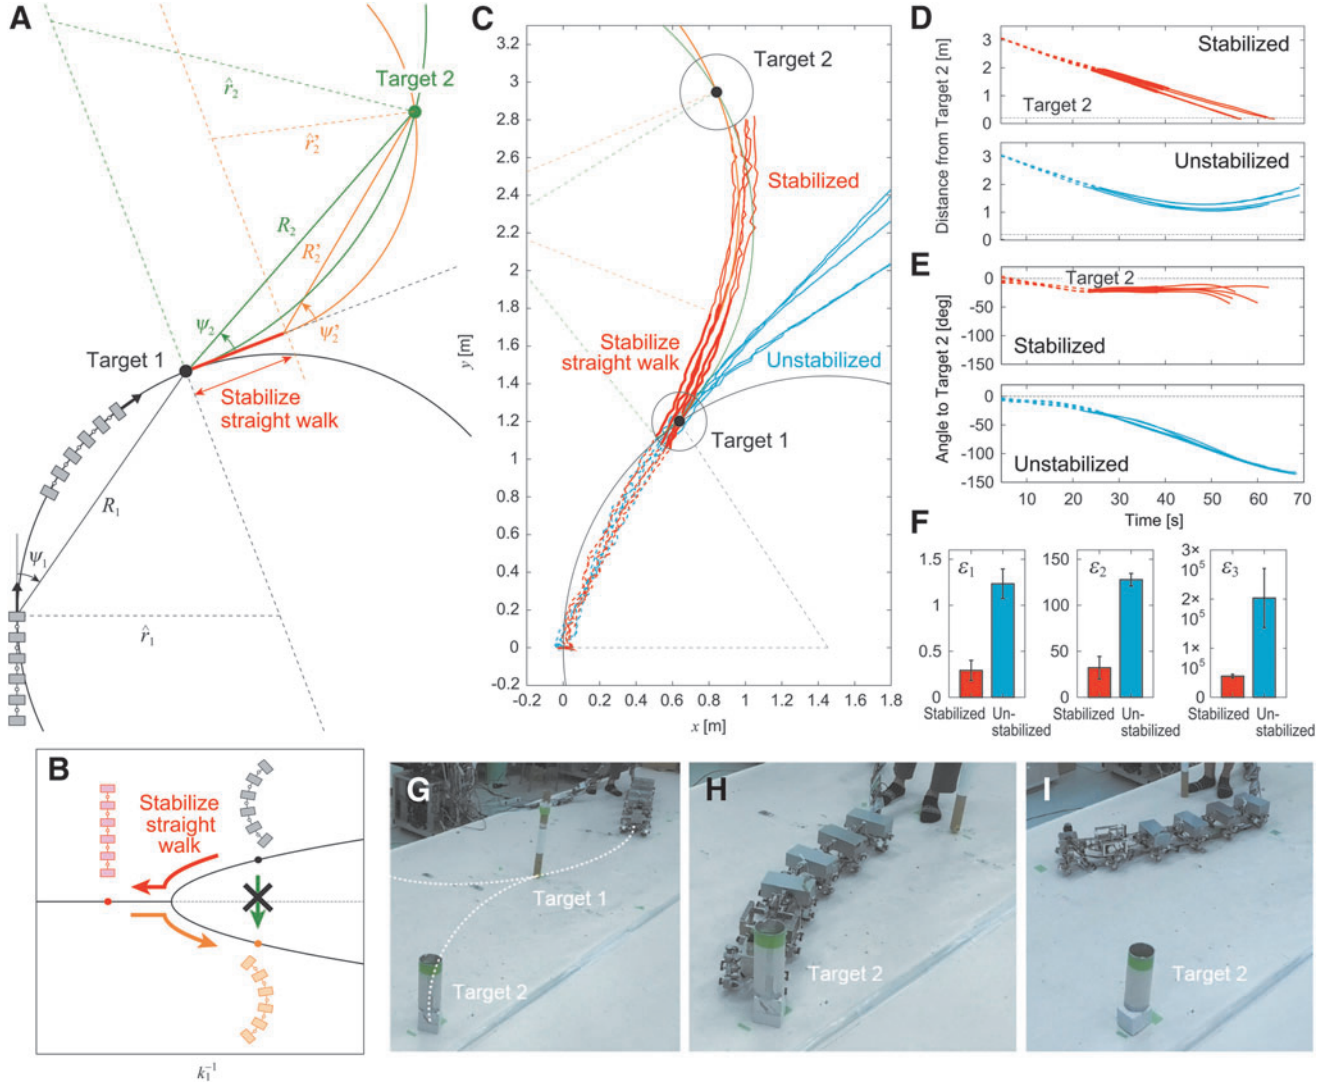 A
Target 2
r̂₂
r̂₂′
R₂
R₂′
ψ₂
ψ₂′
Target 1
Stabilize
straight walk
R₁
ψ₁
r̂₁
B
Stabilize
straight
walk
k₁⁻¹
C
3.2
3
2.8
2.6
2.4
2.2
2
1.8
1.6
1.4
1.2
1
0.8
0.6
0.4
0.2
0
-0.2
y [m]
-0.2 0 0.2 0.4 0.6 0.8 1 1.2 1.4 1.6 1.8
x [m]
Target 2
Stabilized
Stabilize
straight walk
Unstabilized
Target 1
D
Distance from Target 2 [m]
3
2
1
0
Stabilized
Target 2
3
2
1
0
Unstabilized
E
Angle to Target 2 [deg]
0
-50
-100
-150
Target 2
Stabilized
0
-50
-100
-150
Unstabilized
10 20 30 40 50 60 70
Time [s]
F
1.5
1
0.5
0
ε₁
Stabilized
Un-
stabilized
150
100
50
0
ε₂
Stabilized
Un-
stabilized
3×
10⁵
2×
10⁵
1×
10⁵
0
ε₃
Stabilized
Un-
stabilized
G
Target 1
Target 2
H
Target 2
I
Target 2